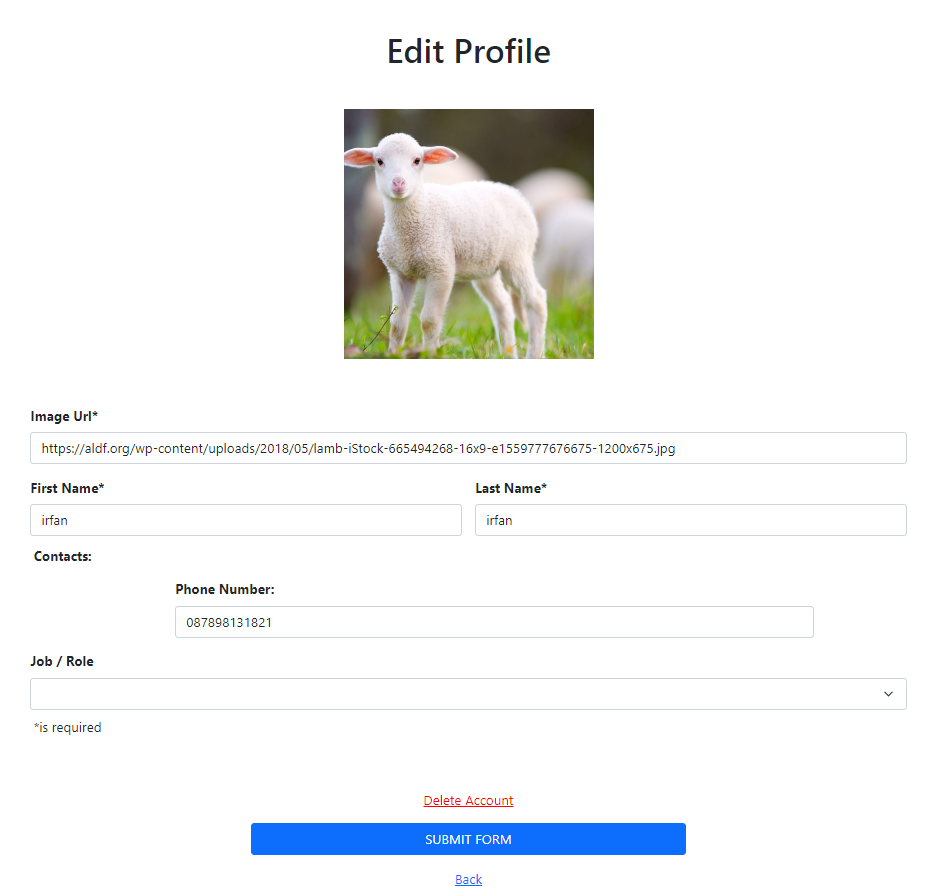 Edit Profile
Image Url*
https://aldf.org/wp-content/uploads/2018/05/lamb-iStock-665494268-16x9-e1559777676675-1200x675.jpg
First Name* Last Name*
irfan irfan
Contacts:
Phone Number:
087898131821
Job / Role
*is required
Delete Account
SUBMIT FORM
Back